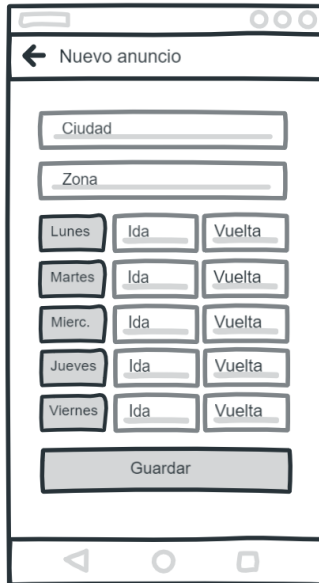 Nuevo anuncio
Ciudad
Zona
Lunes Ida Vuelta
Martes Ida Vuelta
Mierc. Ida Vuelta
Jueves Ida Vuelta
Viernes Ida Vuelta
Guardar